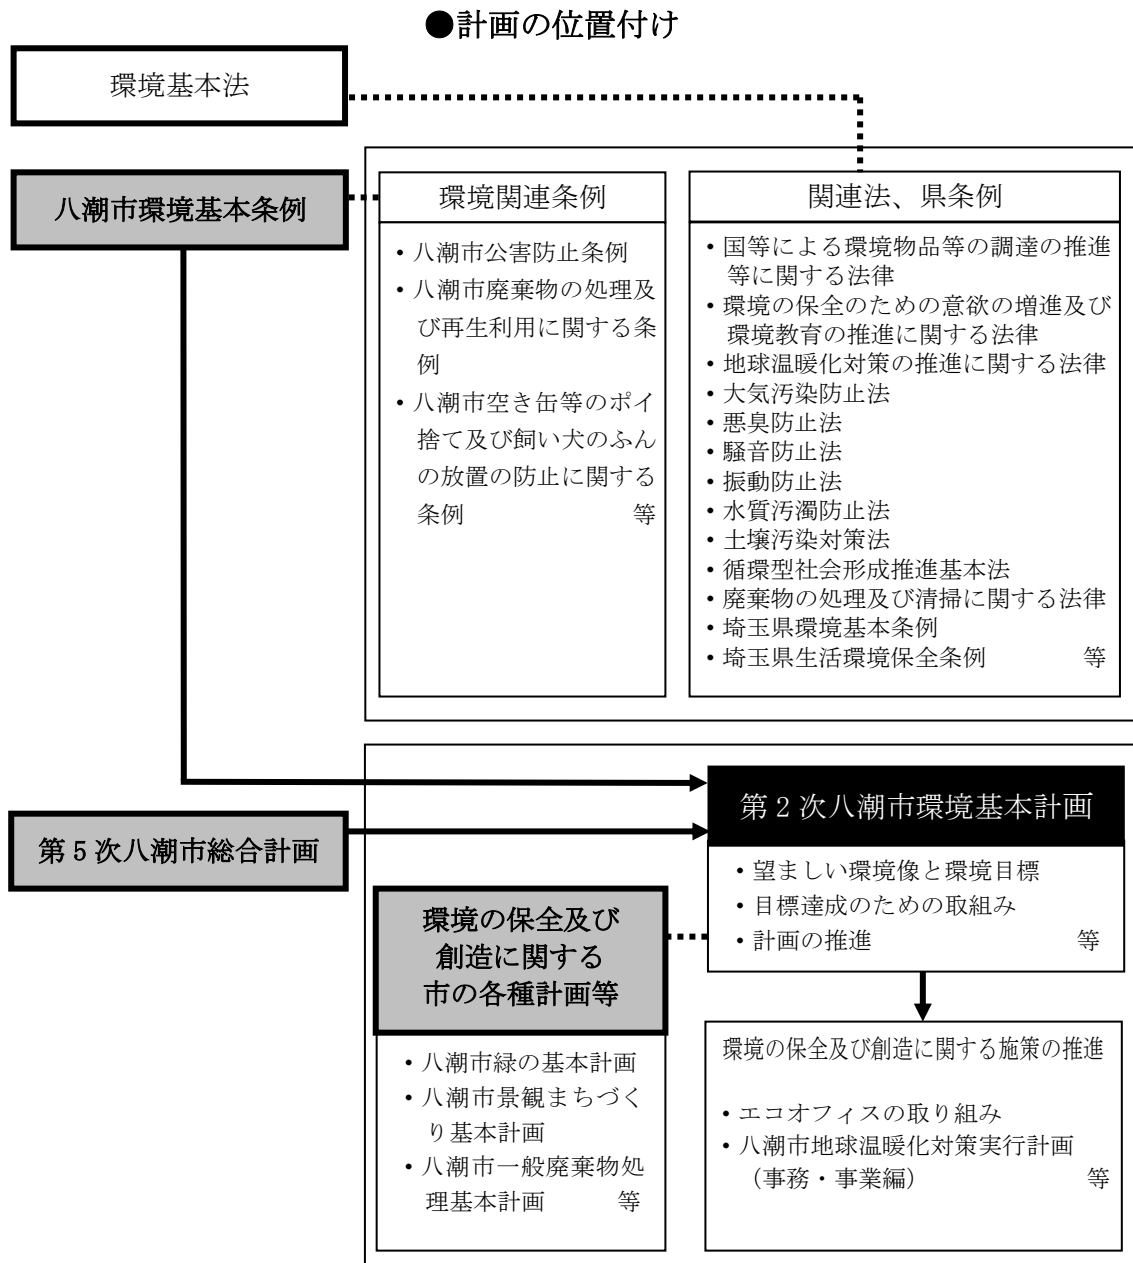 ●計画の位置付け
環境基本法
八潮市環境基本条例
環境関連条例
・八潮市公害防止条例
・八潮市廃棄物の処理及
び再生利用に関する条
例
・八潮市空き缶等のポイ
捨て及び飼い犬のふん
の放置の防止に関する
条例 等
関連法、県条例
・国等による環境物品等の調達の推進
等に関する法律
・環境の保全のための意欲の増進及び
環境教育の推進に関する法律
・地球温暖化対策の推進に関する法律
・大気汚染防止法
・悪臭防止法
・騒音防止法
・振動防止法
・水質汚濁防止法
・土壌汚染対策法
・循環型社会形成推進基本法
・廃棄物の処理及び清掃に関する法律
・埼玉県環境基本条例
・埼玉県生活環境保全条例 等
第5次八潮市総合計画
第2次八潮市環境基本計画
・望ましい環境像と環境目標
・目標達成のための取組み
・計画の推進 等
環境の保全及び
創造に関する
市の各種計画等
・八潮市緑の基本計画
・八潮市景観まちづく
り基本計画
・八潮市一般廃棄物処
理基本計画 等
環境の保全及び創造に関する施策の推進
・エコオフィスの取り組み
・八潮市地球温暖化対策実行計画
（事務・事業編） 等